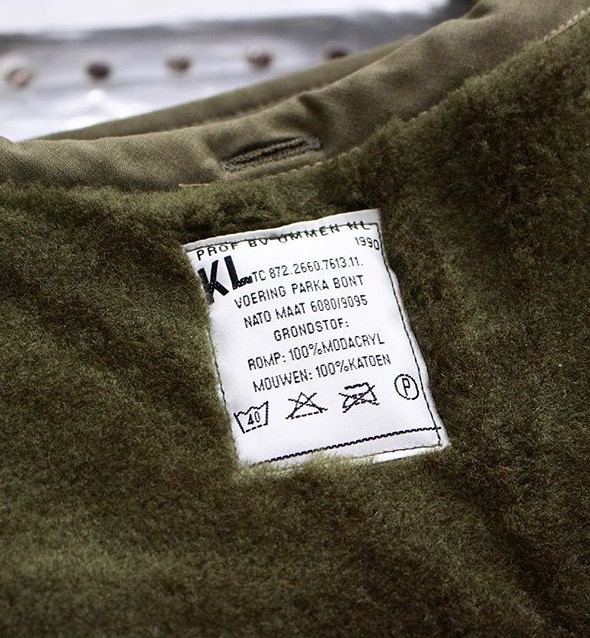 PROF BV OMMEN HL
1990
KL TC 872.2660.7613.11.
VOERING PARKA BONT
NATO MAAT 6080/9095
GRONDSTOF:
ROMP: 100%MODACRYL
MOUWEN: 100%KATOEN
40
P